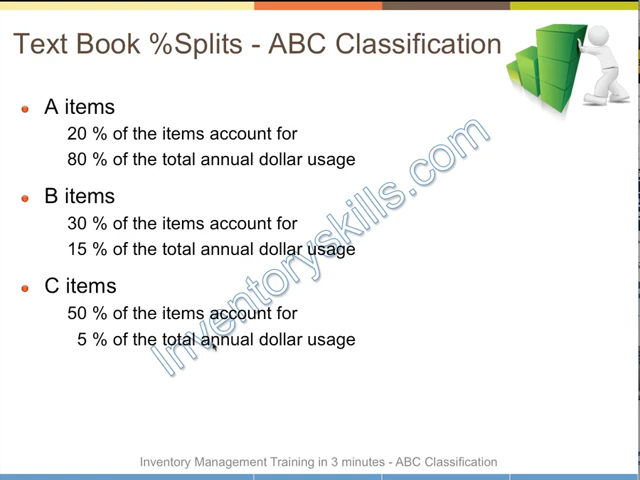 Text Book %Splits - ABC Classification
A items
20 % of the items account for
80 % of the total annual dollar usage
B items
30 % of the items account for
15 % of the total annual dollar usage
C items
50 % of the items account for
5 % of the total annual dollar usage
Inventoryskills.com
Inventory Management Training in 3 minutes - ABC Classification